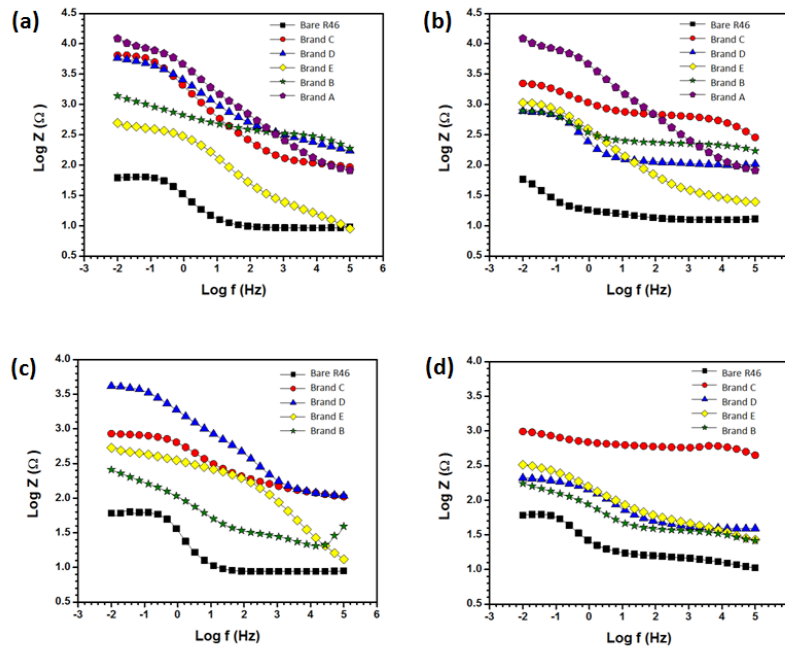 (a)
4.5
4.0
3.5
3.0
2.5
2.0
1.5
1.0
0.5
Log Z (Ω)
Bare R46
Brand C
Brand D
Brand E
Brand B
Brand A
-3 -2 -1 0 1 2 3 4 5 6
Log f (Hz)
(b)
4.5
4.0
3.5
3.0
2.5
2.0
1.5
1.0
0.5
Log Z (Ω)
Bare R46
Brand C
Brand D
Brand E
Brand B
Brand A
-3 -2 -1 0 1 2 3 4 5 6
Log f (Hz)
(c)
4.0
3.5
3.0
2.5
2.0
1.5
1.0
0.5
Log Z (Ω)
Bare R46
Brand C
Brand D
Brand E
Brand B
-3 -2 -1 0 1 2 3 4 5 6
Log f (Hz)
(d)
4.0
3.5
3.0
2.5
2.0
1.5
1.0
0.5
Log Z (Ω)
Bare R46
Brand C
Brand D
Brand E
Brand B
-3 -2 -1 0 1 2 3 4 5 6
Log f (Hz)